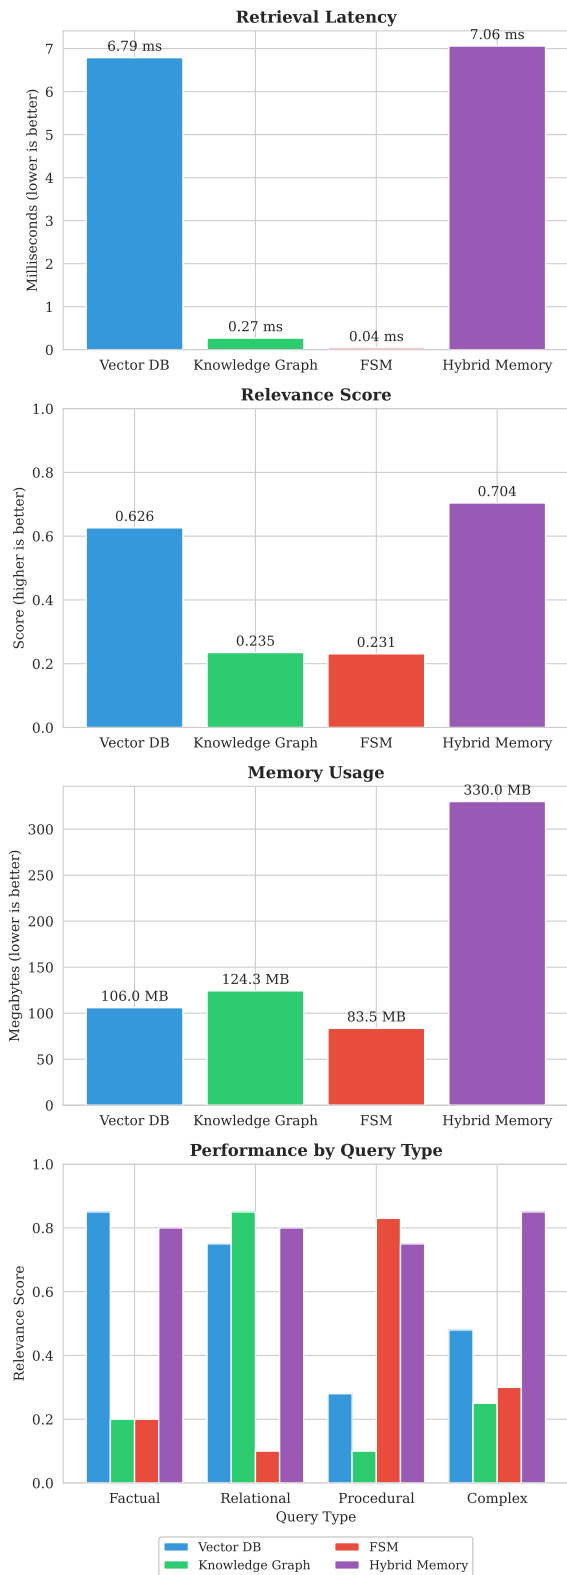 Retrieval Latency
Milliseconds (lower is better)
7
6
5
4
3
2
1
0
6.79 ms
0.27 ms
0.04 ms
7.06 ms
Vector DB
Knowledge Graph
FSM
Hybrid Memory
Relevance Score
Score (higher is better)
1.0
0.8
0.6
0.4
0.2
0.0
0.626
0.235
0.231
0.704
Vector DB
Knowledge Graph
FSM
Hybrid Memory
Memory Usage
Megabytes (lower is better)
300
250
200
150
100
50
0
106.0 MB
124.3 MB
83.5 MB
330.0 MB
Vector DB
Knowledge Graph
FSM
Hybrid Memory
Performance by Query Type
Relevance Score
1.0
0.8
0.6
0.4
0.2
0.0
Factual
Relational
Procedural
Complex
Query Type
Vector DB
Knowledge Graph
FSM
Hybrid Memory